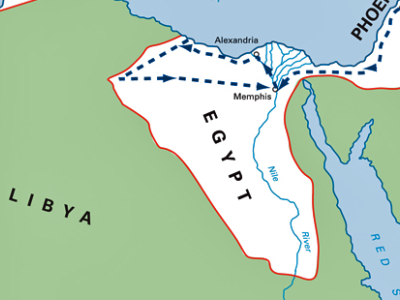 PHOE
Alexandria
Memphis
EGYPT
LIBYA
Nile
River
RED S